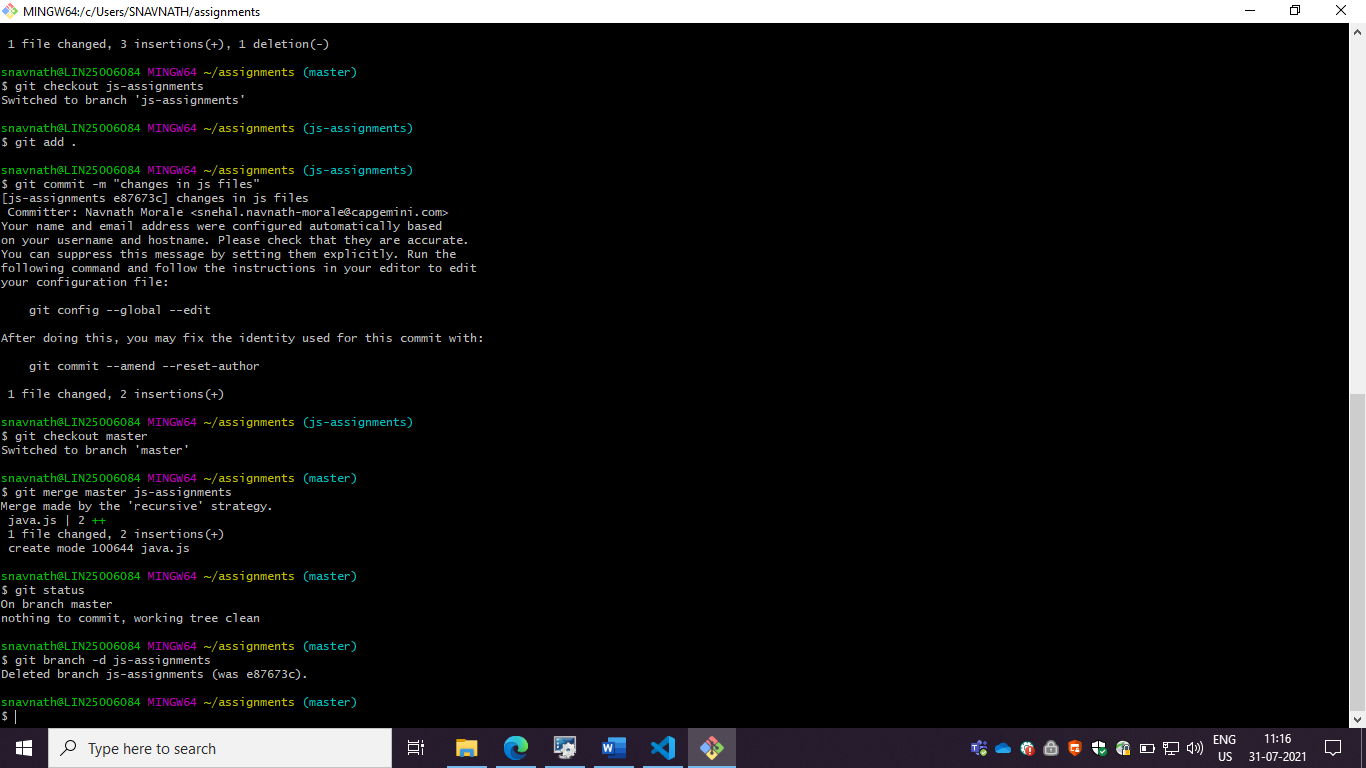 MINGW64:/c/Users/SNAVNATH/assignments
1 file changed, 3 insertions(+), 1 deletion(-)
snavnath@LIN25006084 MINGW64 ~/assignments (master)
$ git checkout js-assignments
Switched to branch 'js-assignments'
snavnath@LIN25006084 MINGW64 ~/assignments (js-assignments)
$ git add .
snavnath@LIN25006084 MINGW64 ~/assignments (js-assignments)
$ git commit -m "changes in js files"
[js-assignments e87673c] changes in js files
Committer: Navnath Morale <snehal.navnath-morale@capgemini.com>
Your name and email address were configured automatically based
on your username and hostname. Please check that they are accurate.
You can suppress this message by setting them explicitly. Run the
following command and follow the instructions in your editor to edit
your configuration file:
git config --global --edit
After doing this, you may fix the identity used for this commit with:
git commit --amend --reset-author
1 file changed, 2 insertions(+)
snavnath@LIN25006084 MINGW64 ~/assignments (js-assignments)
$ git checkout master
Switched to branch 'master'
snavnath@LIN25006084 MINGW64 ~/assignments (master)
$ git merge master js-assignments
Merge made by the 'recursive' strategy.
java.js | 2 ++
1 file changed, 2 insertions(+)
create mode 100644 java.js
snavnath@LIN25006084 MINGW64 ~/assignments (master)
$ git status
On branch master
nothing to commit, working tree clean
snavnath@LIN25006084 MINGW64 ~/assignments (master)
$ git branch -d js-assignments
Deleted branch js-assignments (was e87673c).
snavnath@LIN25006084 MINGW64 ~/assignments (master)
$
Type here to search
ENG
US
11:16
31-07-2021